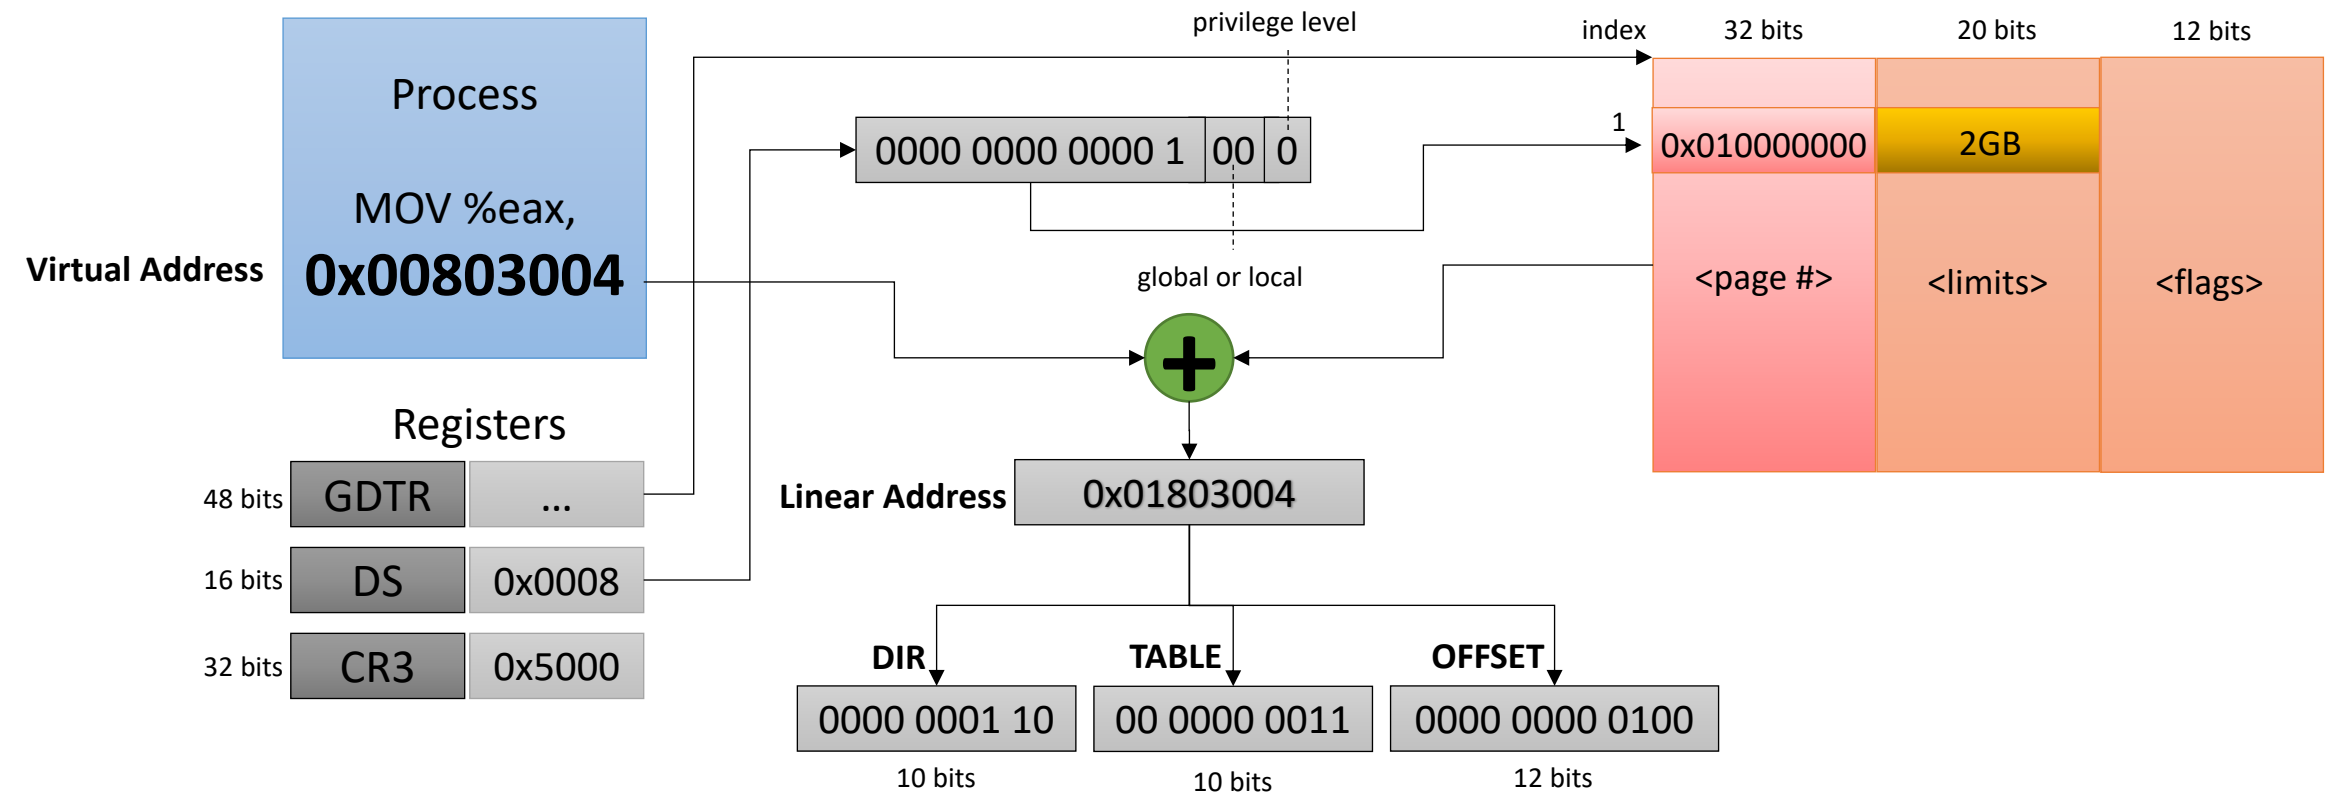 privilege level
index
32 bits
20 bits
12 bits
Process
MOV %eax,
0x00803004
Virtual Address
0000 0000 0000 1
00
0
1
0x010000000
2GB
global or local
<page #>
<limits>
<flags>
+
Registers
48 bits
GDTR
...
16 bits
DS
0x0008
32 bits
CR3
0x5000
Linear Address
0x01803004
DIR
TABLE
OFFSET
0000 0001 10
00 0000 0011
0000 0000 0100
10 bits
10 bits
12 bits